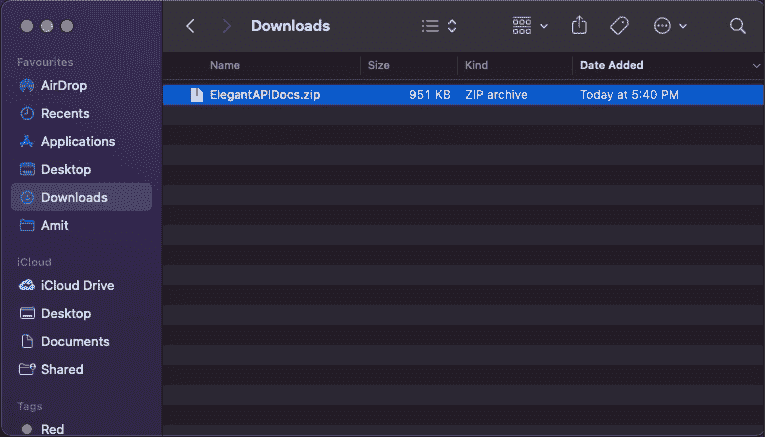 Downloads
Favourites
AirDrop
Recents
Applications
Desktop
Downloads
Amit
iCloud
iCloud Drive
Desktop
Documents
Shared
Tags
Red
Name Size Kind Date Added
ElegantAPIDocs.zip 951 KB ZIP archive Today at 5:40 PM